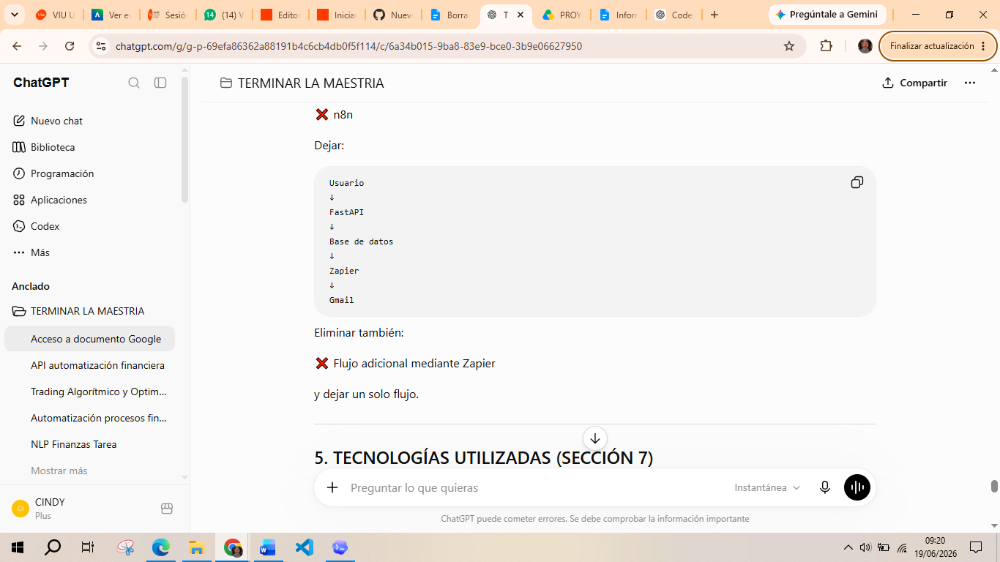 VIU U
Ver ev
Sesió
(14) W
Editor
Inicia
Nuev
Borra
T
PROY
Inforr
Code
Pregúntale a Gemini
chatgpt.com/g/g-p-69efa86362a88191b4c6cb4db0f5f114/c/6a34b015-9ba8-83e9-bce0-3b9e06627950
Finalizar actualización
ChatGPT
TERMINAR LA MAESTRIA
Compartir
Nuevo chat
Biblioteca
Programación
Aplicaciones
Codex
Más
Anclado
TERMINAR LA MAESTRIA
Acceso a documento Google
API automatización financiera
Trading Algorítmico y Optim...
Automatización procesos fin...
NLP Finanzas Tarea
Mostrar más
CI
CINDY
Plus
❌ n8n
Dejar:
Usuario
↓
FastAPI
↓
Base de datos
↓
Zapier
↓
Gmail
Eliminar también:
❌ Flujo adicional mediante Zapier
y dejar un solo flujo.
5. TECNOLOGÍAS UTILIZADAS (SECCIÓN 7)
Preguntar lo que quieras
Instantánea
ChatGPT puede cometer errores. Se debe comprobar la información importante
09:20
19/06/2026